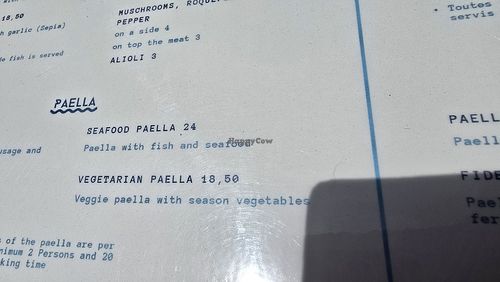 18,50
garlic (Sepia)
fish is served
MUSCHROOMS, ROQUEF
PEPPER
on a side 4
on top the meat 3
ALIOLI 3
• Toutes
servis
PAELLA
SEAFOOD PAELLA 24
Paella with fish and seafood
HappyCow
usage and
VEGETARIAN PAELLA 18,50
Veggie paella with season vegetables
s of the paella are per
nimum 2 Persons and 20
king time
PAELL
Paell
FIDE
Pae
fer